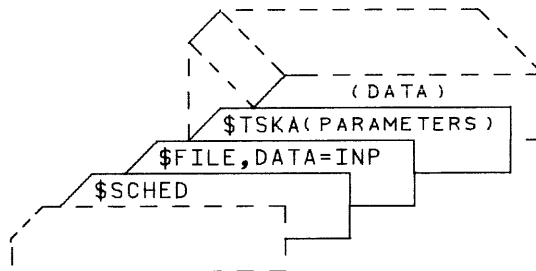 (DATA)
$TSKA(PARAMETERS)
$FILE,DATA=INP
$SCHED